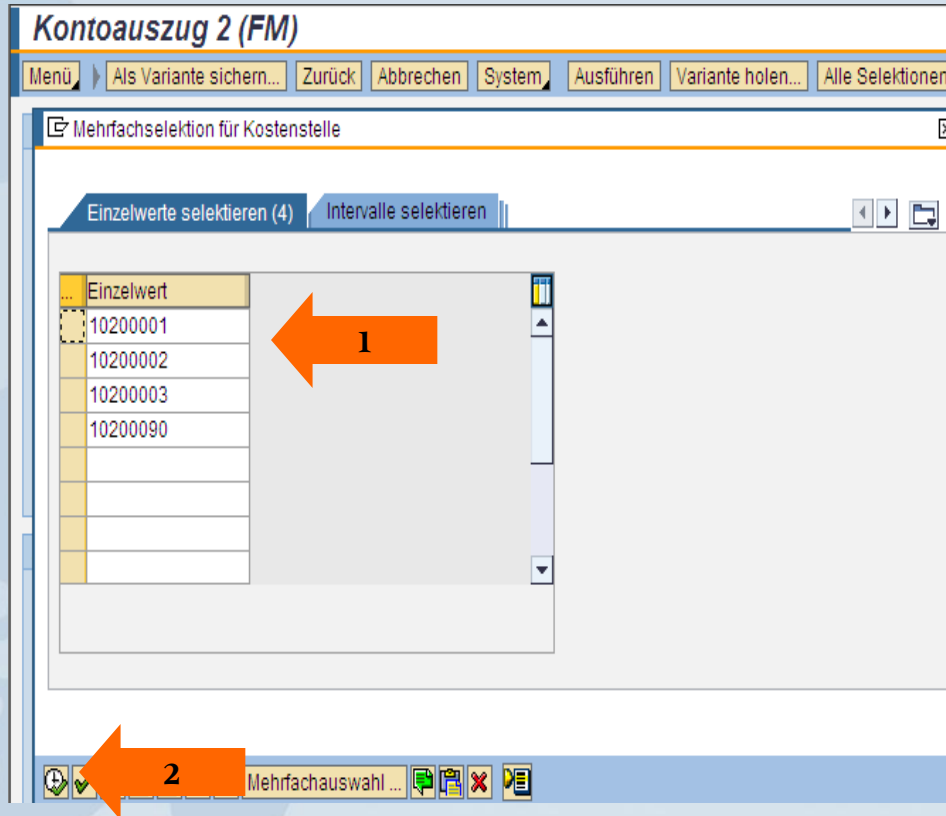 Kontoauszug 2 (FM)
Menü Als Variante sichern... Zurück Abbrechen System Ausführen Variante holen... Alle Selektionen
Mehrfachselektion für Kostenstelle
Einzelwerte selektieren (4) Intervalle selektieren
... Einzelwert
10200001
1
10200002
10200003
10200090
2
Mehrfachauswahl ...